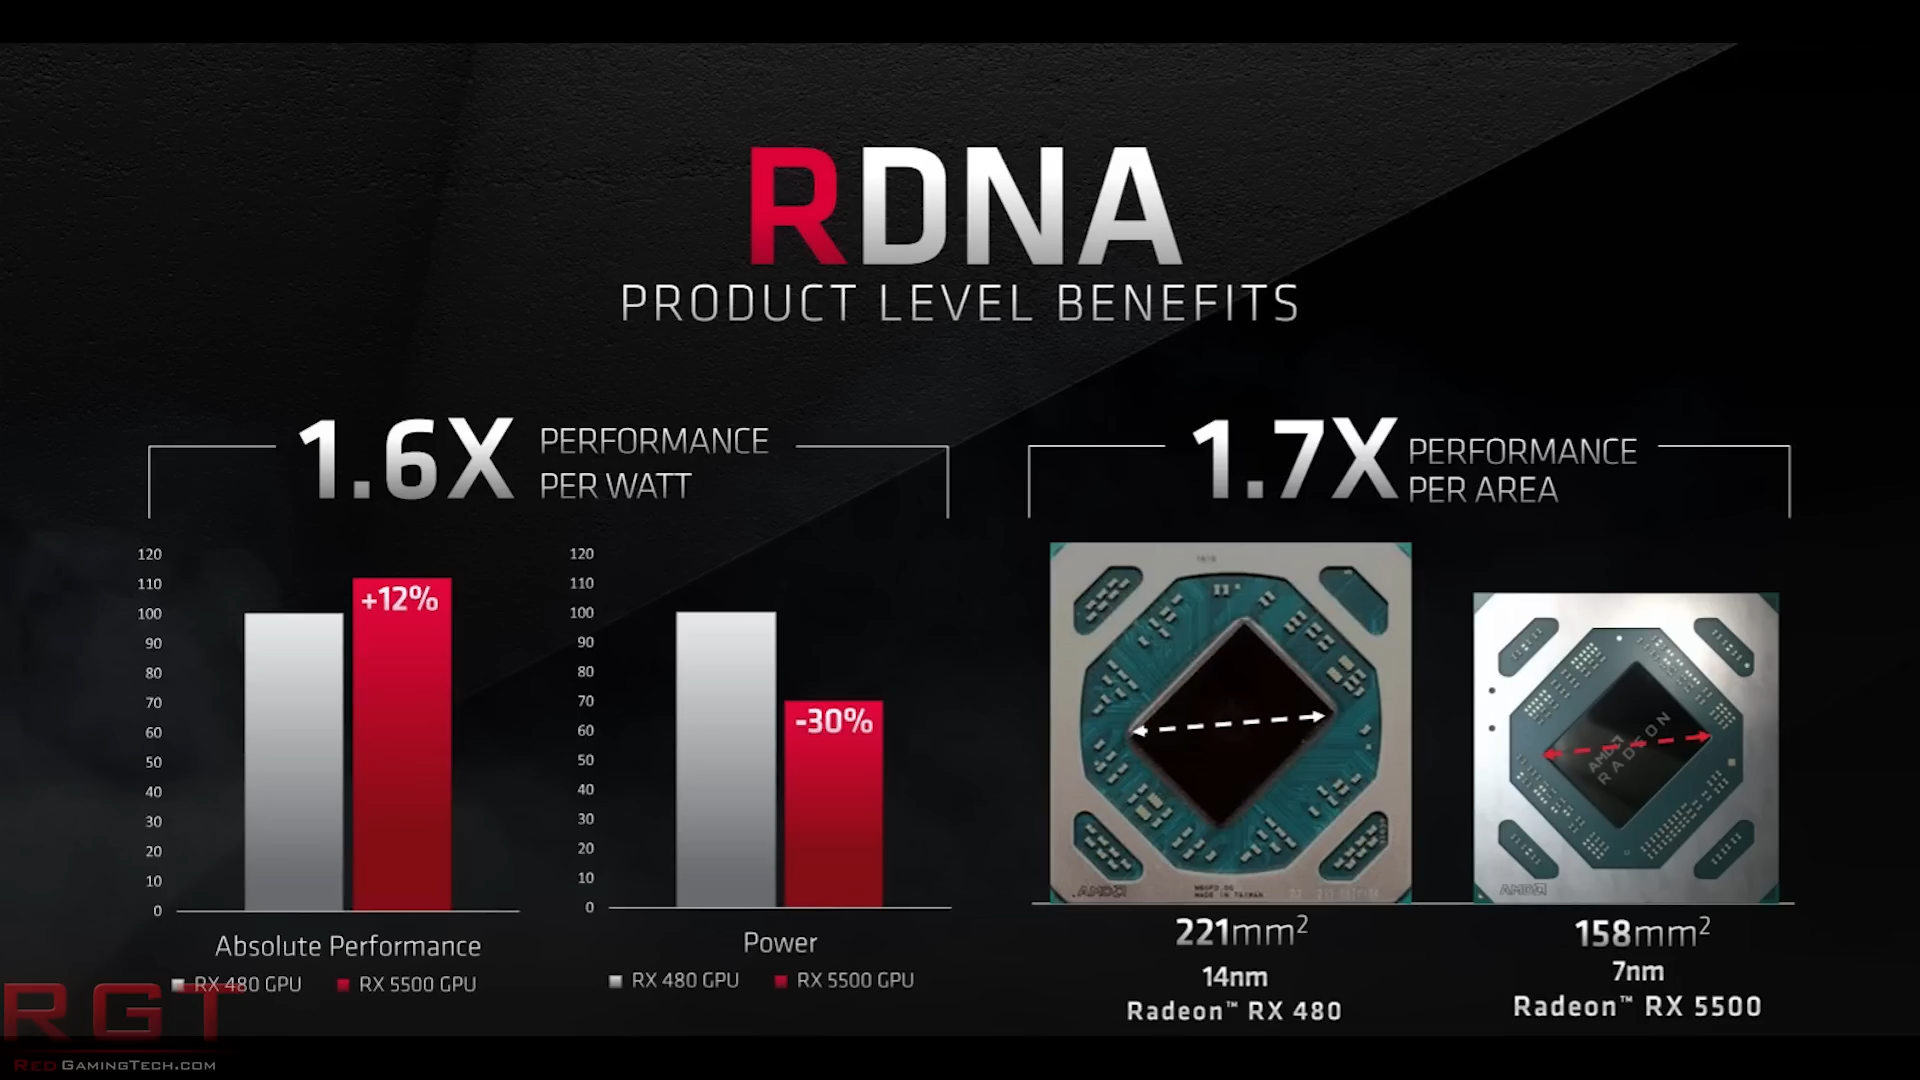 RDNA
PRODUCT LEVEL BENEFITS
1.6X PERFORMANCE
PER WATT
120
110
100
90
80
70
60
50
40
30
20
10
0
+12%
Absolute Performance
RX 480 GPU RX 5500 GPU
120
110
100
90
80
70
60
50
40
30
20
10
0
-30%
Power
RX 480 GPU RX 5500 GPU
1.7X PERFORMANCE
PER AREA
AMD
MADE IN TAIWAN
221mm²
14nm
Radeon™ RX 480
AMD
RADEON
AMD
158mm²
7nm
Radeon™ RX 5500
RGT
REDGAMINGTECH.COM